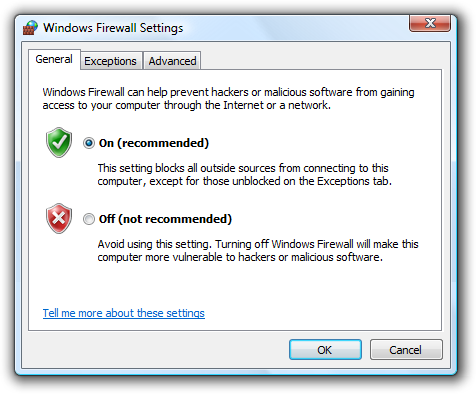 Windows Firewall Settings
General Exceptions Advanced
Windows Firewall can help prevent hackers or malicious software from gaining
access to your computer through the Internet or a network.
On (recommended)
This setting blocks all outside sources from connecting to this
computer, except for those unblocked on the Exceptions tab.
Off (not recommended)
Avoid using this setting. Turning off Windows Firewall will make this
computer more vulnerable to hackers or malicious software.
Tell me more about these settings
OK Cancel